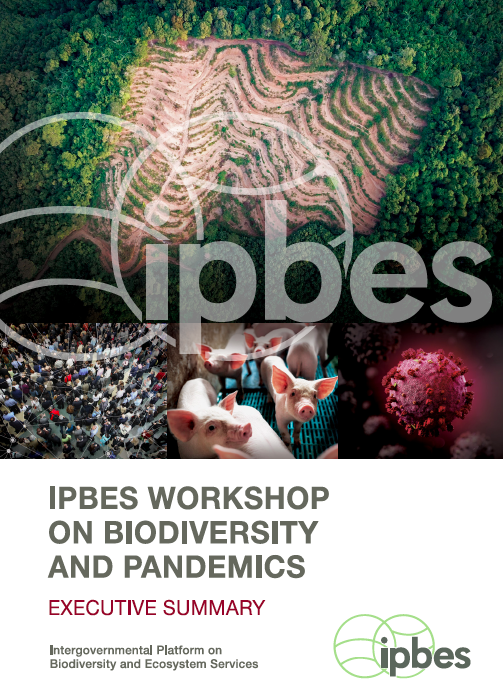 ipbes
IPBES WORKSHOP
ON BIODIVERSITY
AND PANDEMICS
EXECUTIVE SUMMARY
Intergovernmental Platform on
Biodiversity and Ecosystem Services
ipbes